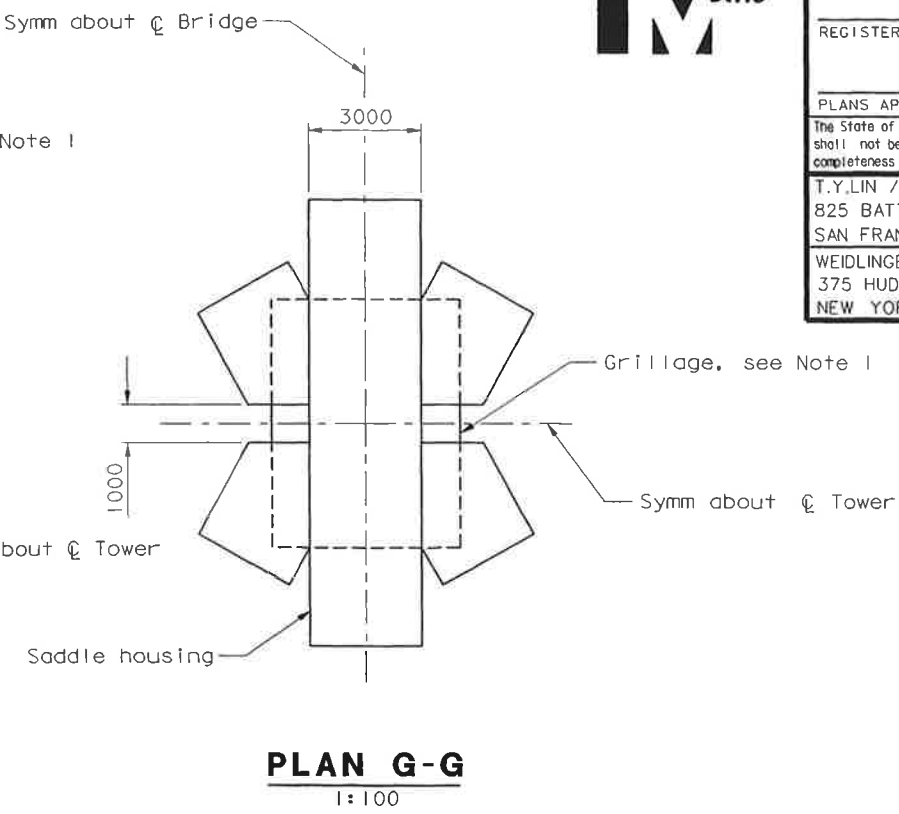 Symm about ℄ Bridge
Note 1
3000
Grillage, see Note 1
1000
Symm about ℄ Tower
bout ℄ Tower
Saddle housing
PLAN G-G
1:100
REGISTER
PLANS AP
The State of
shall not be
completeness
T.Y.LIN /
825 BAT
SAN FRAN
WEIDLINGE
375 HUD
NEW YOR